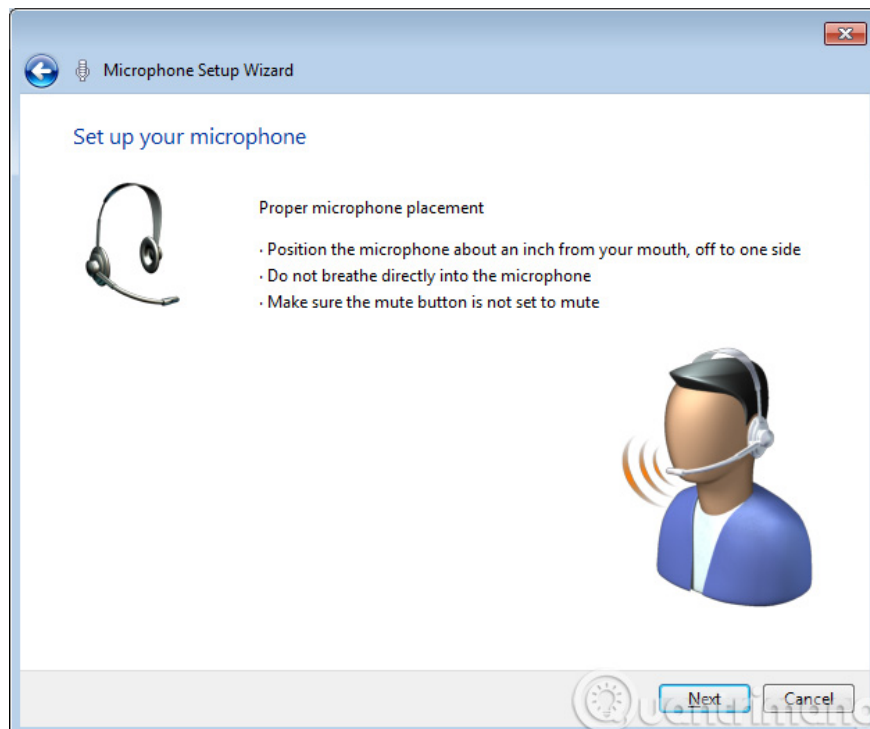 Microphone Setup Wizard
Set up your microphone
Proper microphone placement
· Position the microphone about an inch from your mouth, off to one side
· Do not breathe directly into the microphone
· Make sure the mute button is not set to mute
Next Cancel